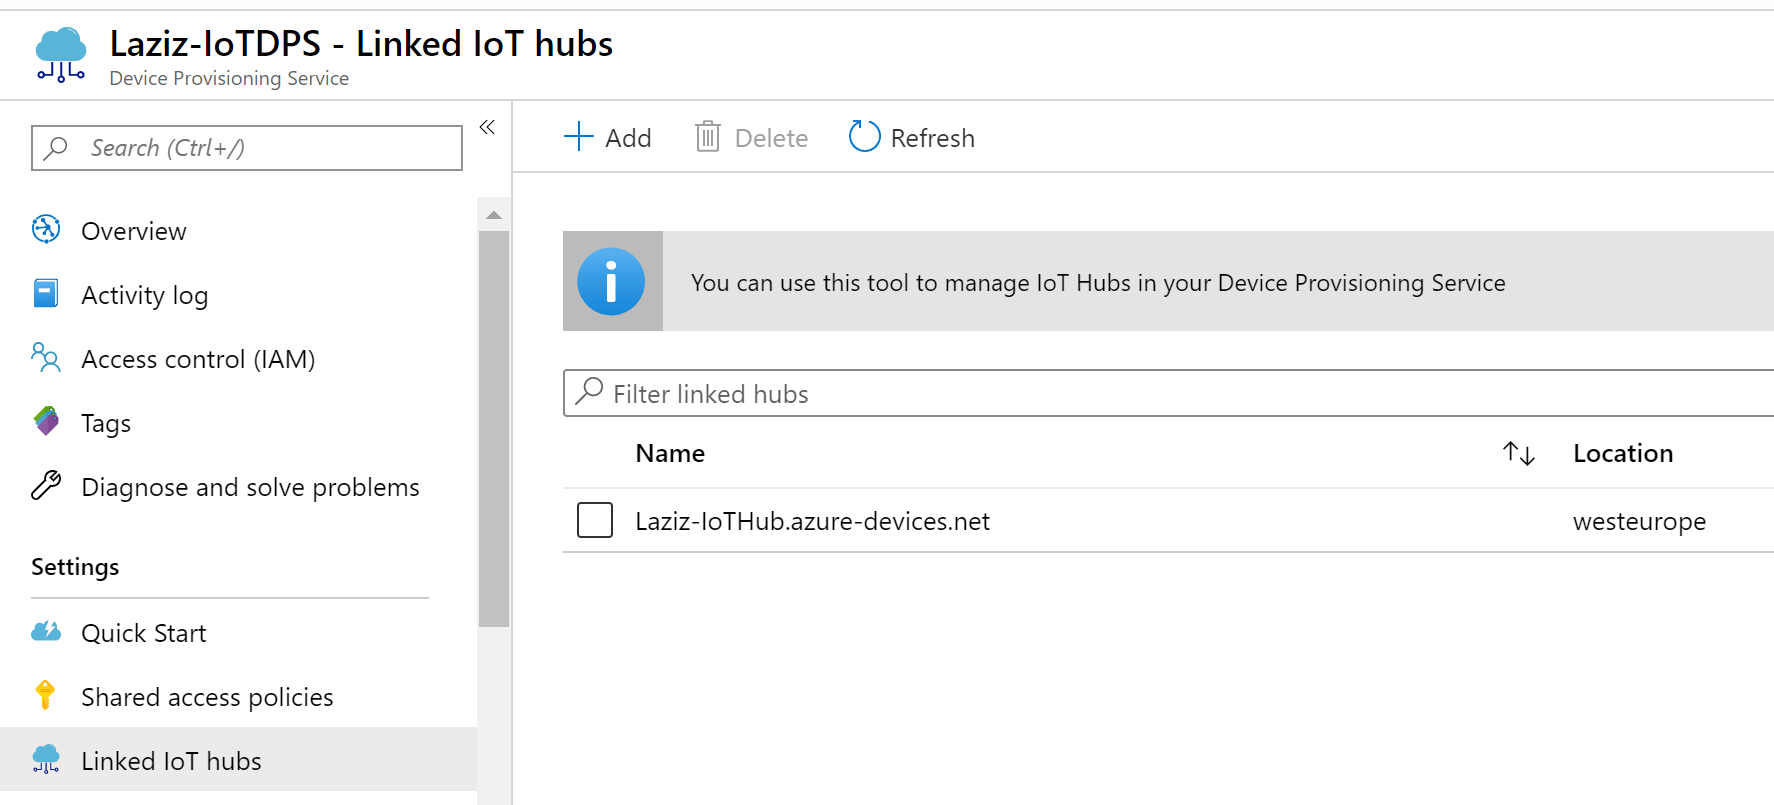 Laziz-IoTDPS - Linked IoT hubs
Device Provisioning Service
Search (Ctrl+/)
Overview
Activity log
Access control (IAM)
Tags
Diagnose and solve problems
Settings
Quick Start
Shared access policies
Linked IoT hubs
Add Delete Refresh
You can use this tool to manage IoT Hubs in your Device Provisioning Service
Filter linked hubs
Name Location
Laziz-IoTHub.azure-devices.net westeurope